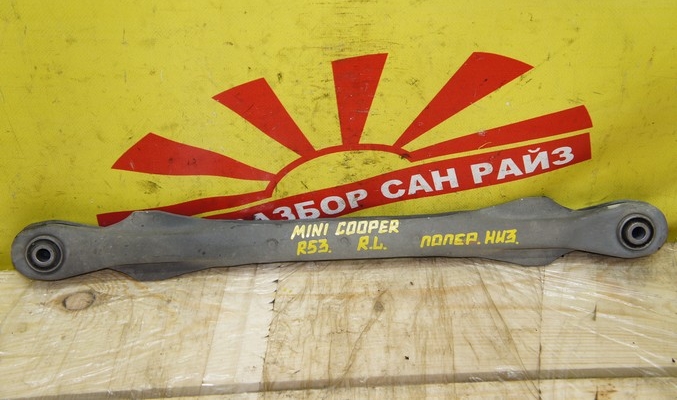 РАЗБОР САН РАЙЗ
MINI COOPER
R53. R.L. ПОПЕР. НИЗ.